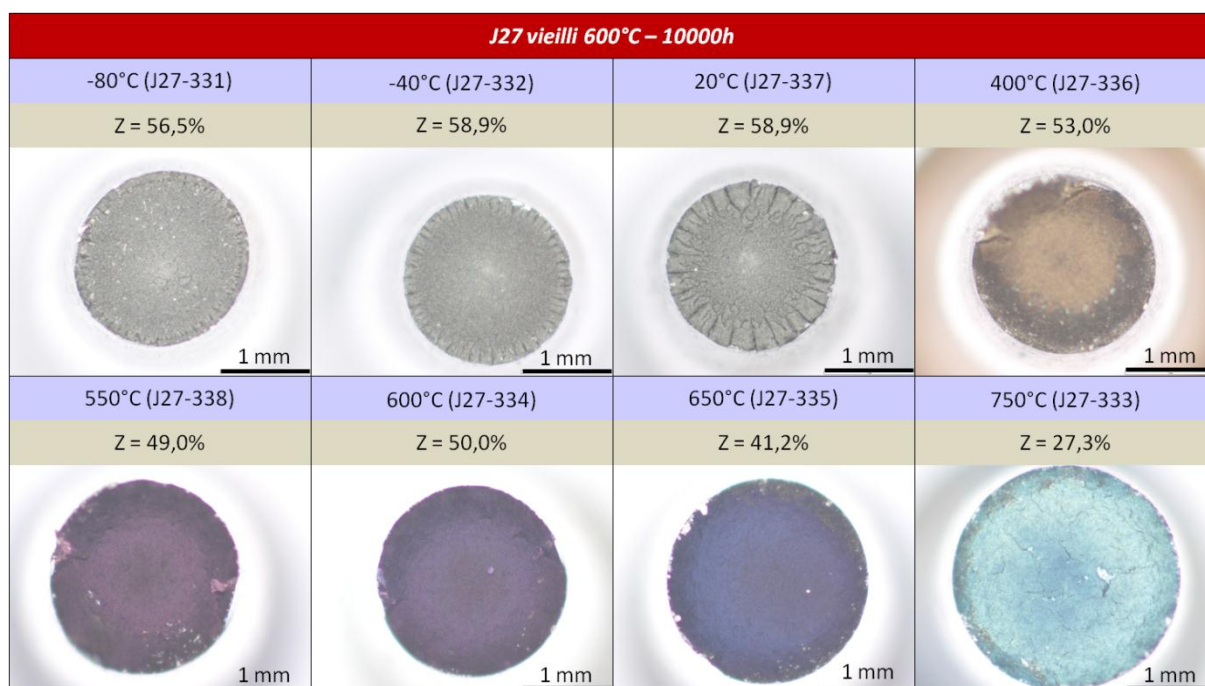 J27 vieilli 600°C – 10000h
-80°C (J27-331)
-40°C (J27-332)
20°C (J27-337)
400°C (J27-336)
Z = 56,5%
Z = 58,9%
Z = 58,9%
Z = 53,0%
1 mm
1 mm
1 mm
1 mm
550°C (J27-338)
600°C (J27-334)
650°C (J27-335)
750°C (J27-333)
Z = 49,0%
Z = 50,0%
Z = 41,2%
Z = 27,3%
1 mm
1 mm
1 mm
1 mm